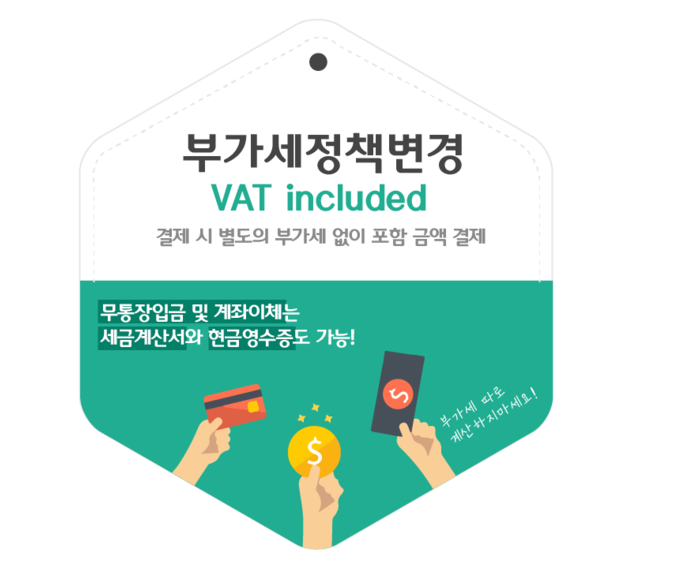 부가세정책변경
VAT included
결제 시 별도의 부가세 없이 포함 금액 결제
무통장입금 및 계좌이체는
세금계산서와 현금영수증도 가능!
$
$
부가세 따로
계산하지마세요!